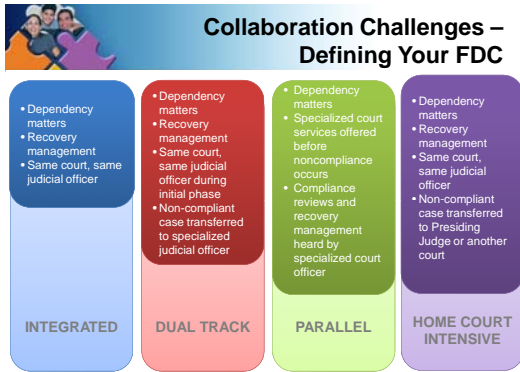 Collaboration Challenges –
Defining Your FDC
• Dependency
matters
• Recovery
management
• Same court, same
judicial officer
INTEGRATED
• Dependency
matters
• Recovery
management
• Same court,
same judicial
officer during
initial phase
• Non-compliant
case transferred
to specialized
judicial officer
DUAL TRACK
• Dependency
matters
• Specialized court
services offered
before
noncompliance
occurs
• Compliance
reviews and
recovery
management
heard by
specialized court
officer
PARALLEL
• Dependency
matters
• Recovery
management
• Same court,
same judicial
officer
• Non-compliant
case transferred
to Presiding
Judge or another
court
HOME COURT
INTENSIVE